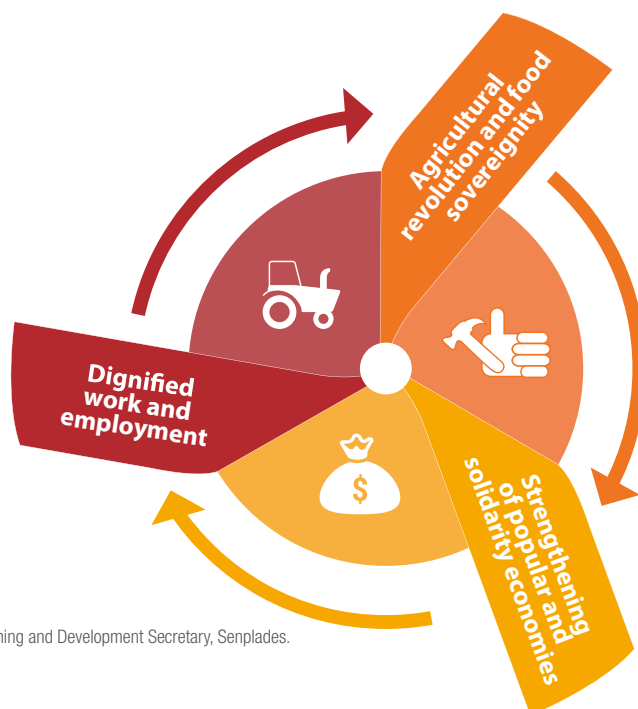 Agricultural
revolution and food
sovereignity
Dignified
work and
employment
$
Strengthening
of popular and
solidarity economies
ning and Development Secretary, Senplades.